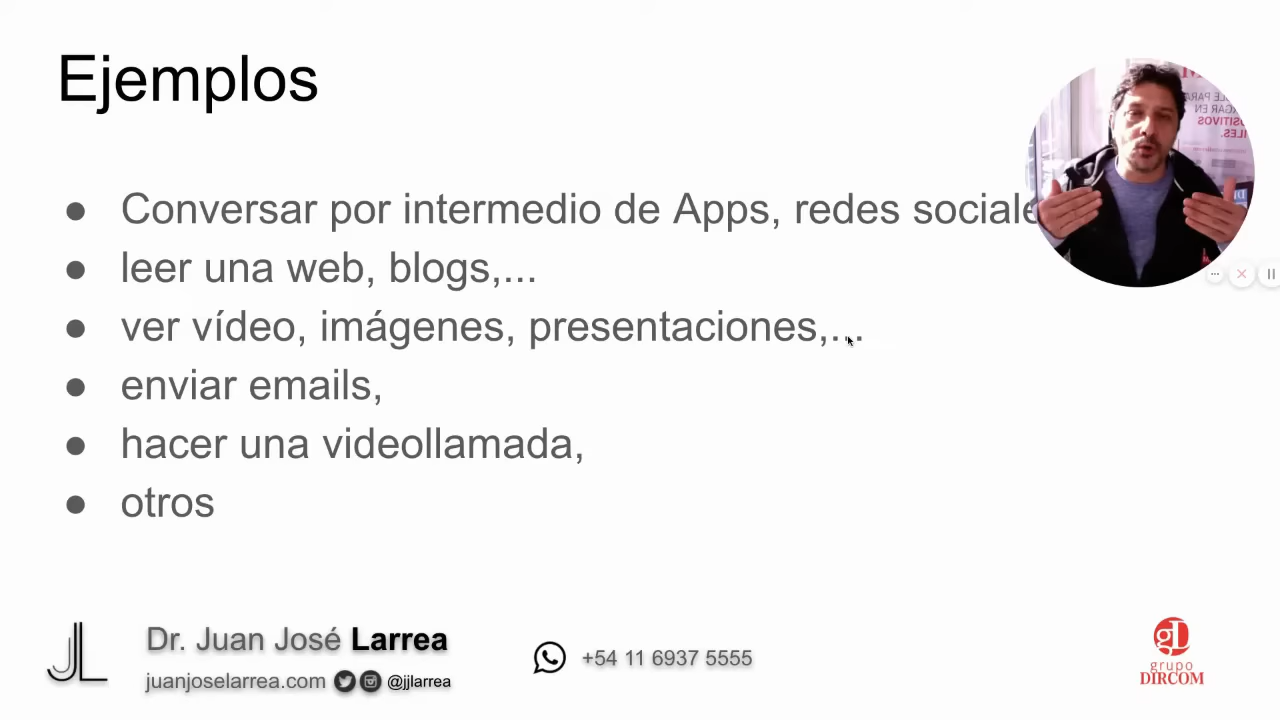 Ejemplos
● Conversar por intermedio de Apps, redes sociale
● leer una web, blogs,...
● ver vídeo, imágenes, presentaciones,...
● enviar emails,
● hacer una videollamada,
● otros
Dr. Juan José Larrea
juanjoselarrea.com @jjlarrea
+54 11 6937 5555
grupo
DIRCOM